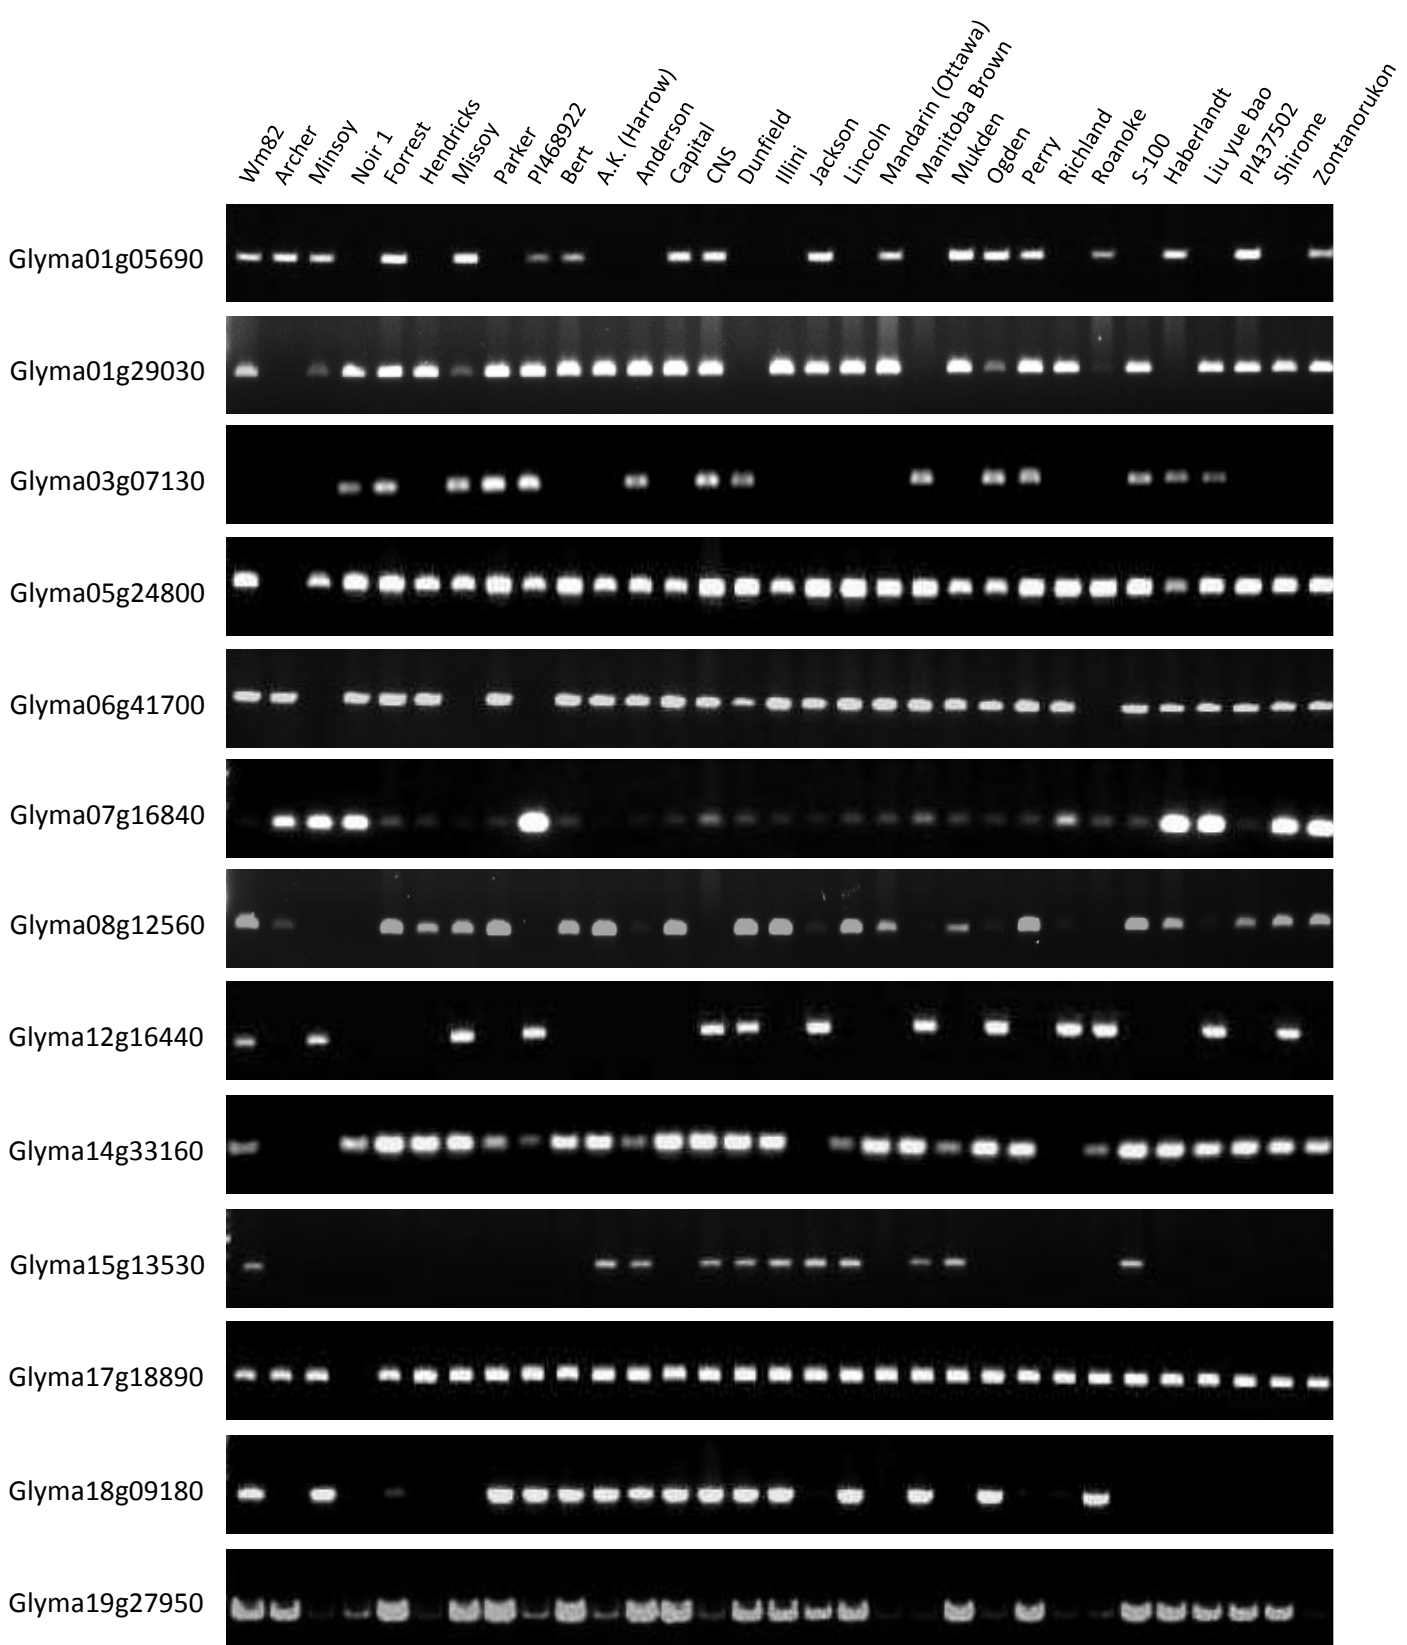 Wm82
Archer
Minsoy
Noir 1
Forrest
Hendricks
Missoy
Parker
PI468922
Bert
A.K. (Harrow)
Anderson
Capital
CNS
Dunfield
Illini
Jackson
Lincoln
Mandarin (Ottawa)
Manitoba Brown
Mukden
Ogden
Perry
Richland
Roanoke
S-100
Haberlandt
Liu yue bao
PI437502
Shirome
Zontanorukon
Glyma01g05690
Glyma01g29030
Glyma03g07130
Glyma05g24800
Glyma06g41700
Glyma07g16840
Glyma08g12560
Glyma12g16440
Glyma14g33160
Glyma15g13530
Glyma17g18890
Glyma18g09180
Glyma19g27950